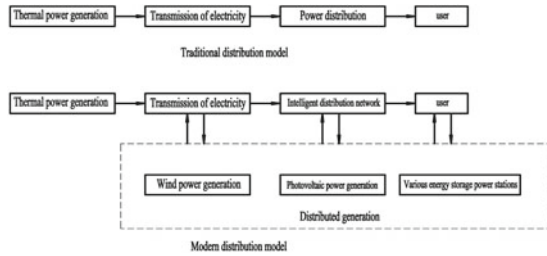 Thermal power generation
Transmission of electricity
Power distribution
user
Traditional distribution model
Thermal power generation
Transmission of electricity
Intelligent distribution network
user
Wind power generation
Photovoltaic power generation
Various energy storage power stations
Distributed generation
Modern distribution model